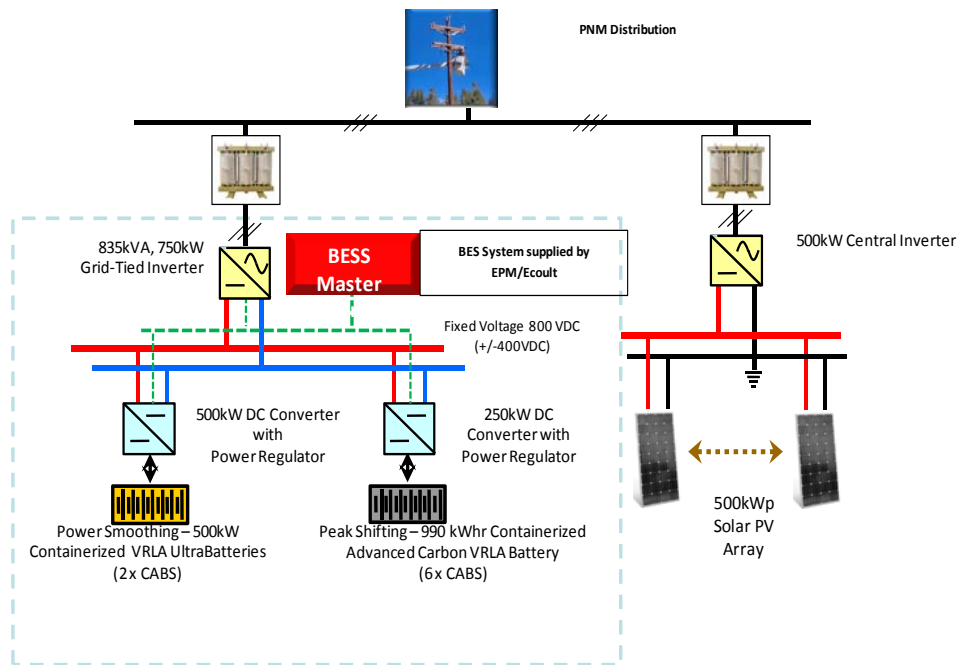 PNM Distribution
835kVA, 750kW
Grid-Tied Inverter
BESS
Master
BES System supplied by
EPM/Ecoult
500kW Central Inverter
Fixed Voltage 800 VDC
(+/-400VDC)
500kW DC Converter
with
Power Regulator
250kW DC
Converter with
Power Regulator
Power Smoothing – 500kW
Containerized VRLA UltraBatteries
(2x CABS)
Peak Shifting – 990 kWhr Containerized
Advanced Carbon VRLA Battery
(6x CABS)
500kWp
Solar PV
Array